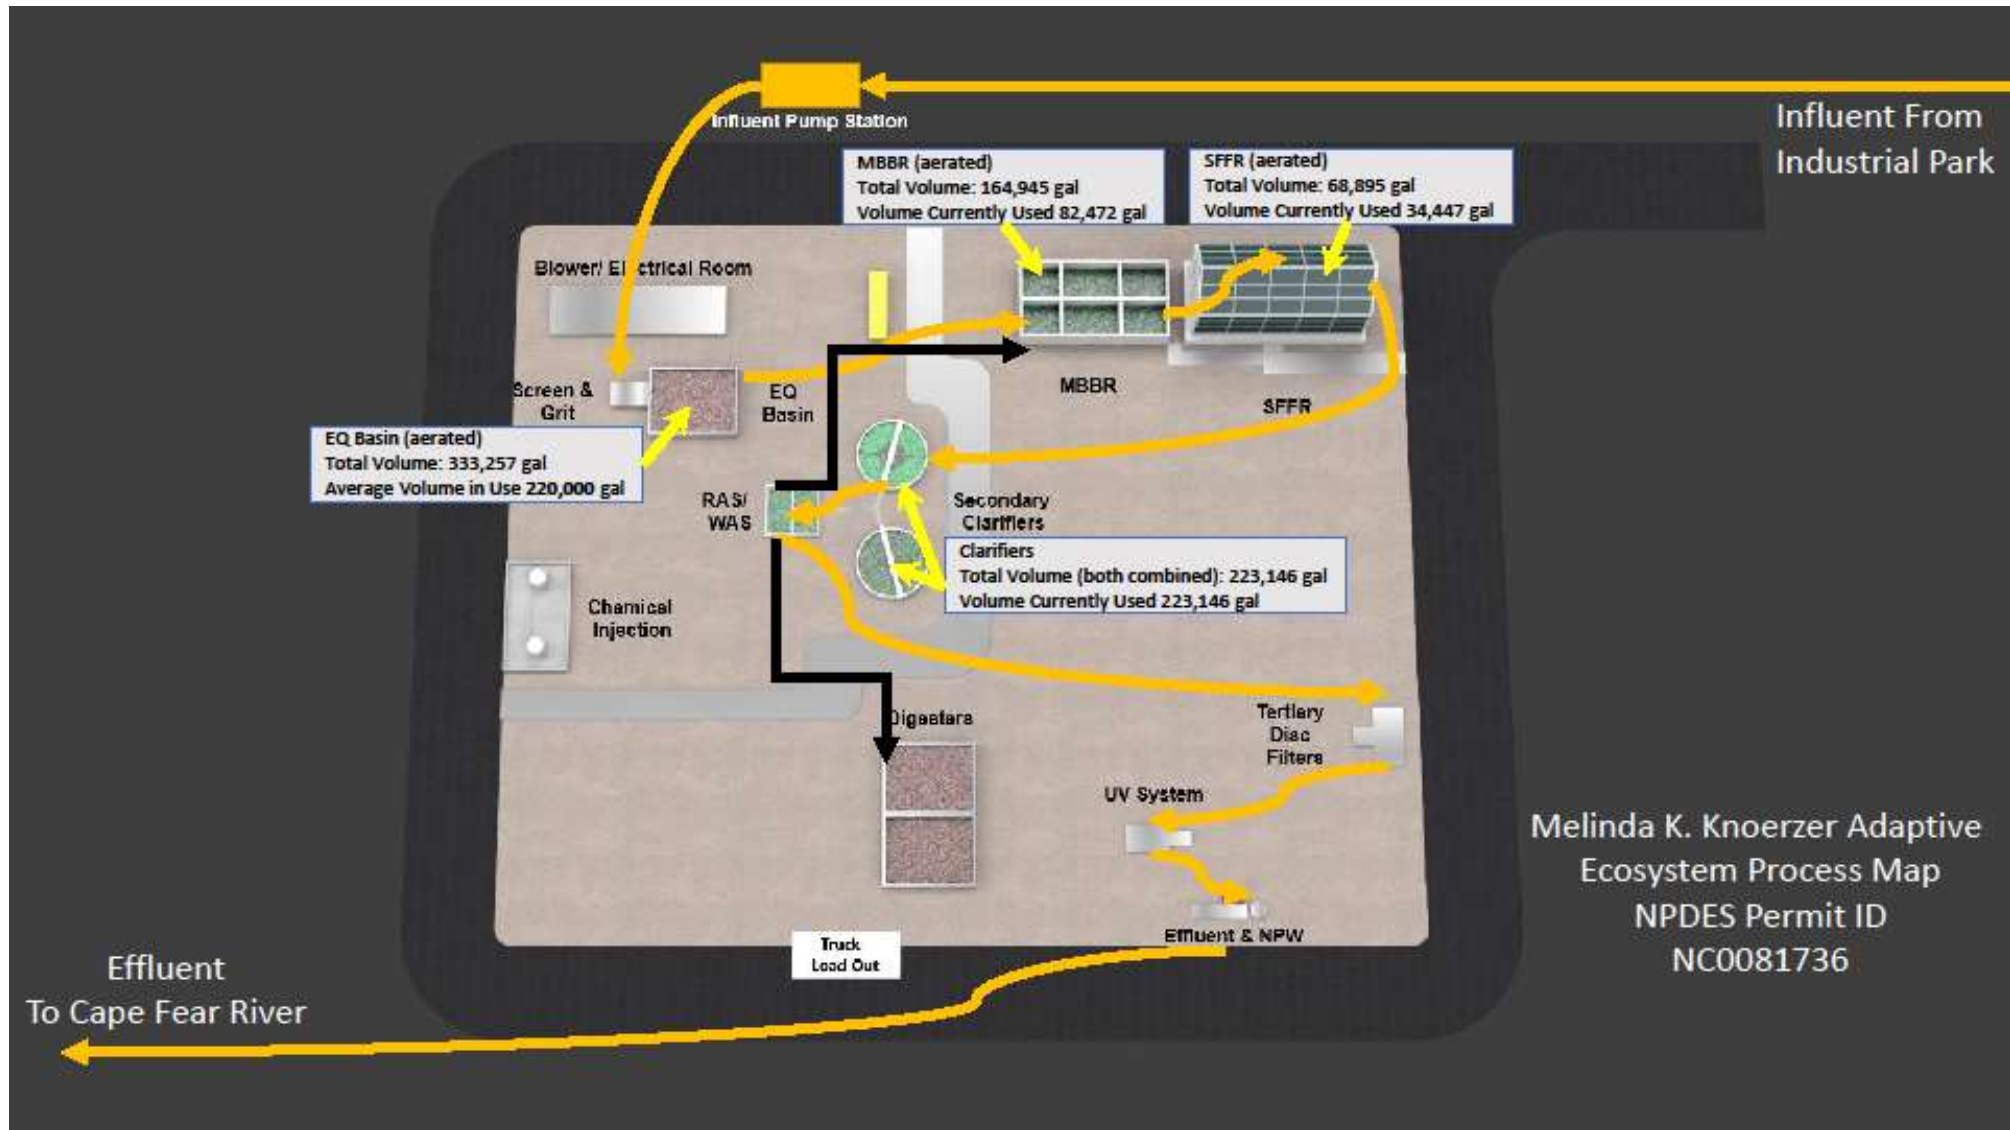 Influent From
Industrial Park
Influent Pump Station
MBBR (aerated)
Total Volume: 164,945 gal
Volume Currently Used 82,472 gal
SFFR (aerated)
Total Volume: 68,895 gal
Volume Currently Used 34,447 gal
Blower/ Electrical Room
Screen &
Grit
EQ
Basin
MBBR
SFFR
EQ Basin (aerated)
Total Volume: 333,257 gal
Average Volume in Use 220,000 gal
RAS/
WAS
Secondary
Clarifiers
Clarifiers
Total Volume (both combined): 223,146 gal
Volume Currently Used 223,146 gal
Chemical
Injection
Digesters
Tertiary
Disc
Filters
UV System
Effluent & NPW
Truck
Load Out
Melinda K. Knoerzer Adaptive
Ecosystem Process Map
NPDES Permit ID
NC0081736
Effluent
To Cape Fear River